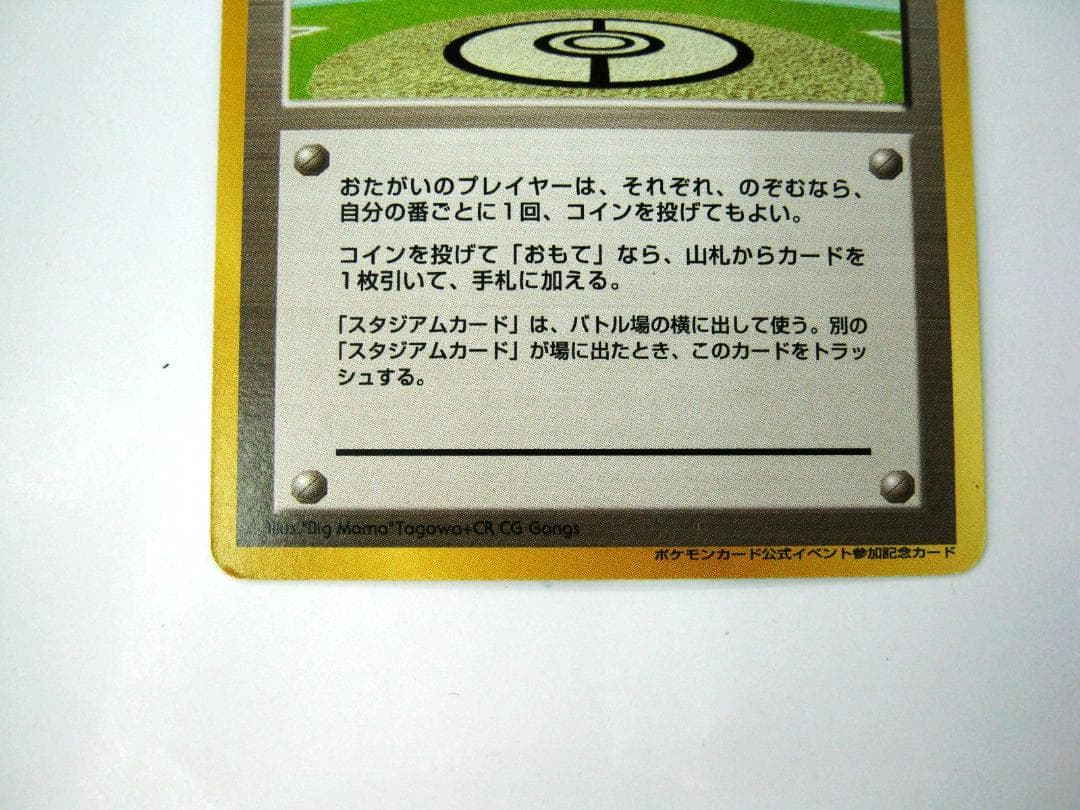 おたがいのプレイヤーは、それぞれ、のぞむなら、
自分の番ごとに1回、コインを投げてもよい。
コインを投げて「おもて」なら、山札からカードを
1枚引いて、手札に加える。
「スタジアムカード」は、バトル場の横に出して使う。別の
「スタジアムカード」が場に出たとき、このカードをトラッ
シュする。
Illus."Big Mama"Tagawa+CR CG Gangs
ポケモンカード公式イベント参加記念カード